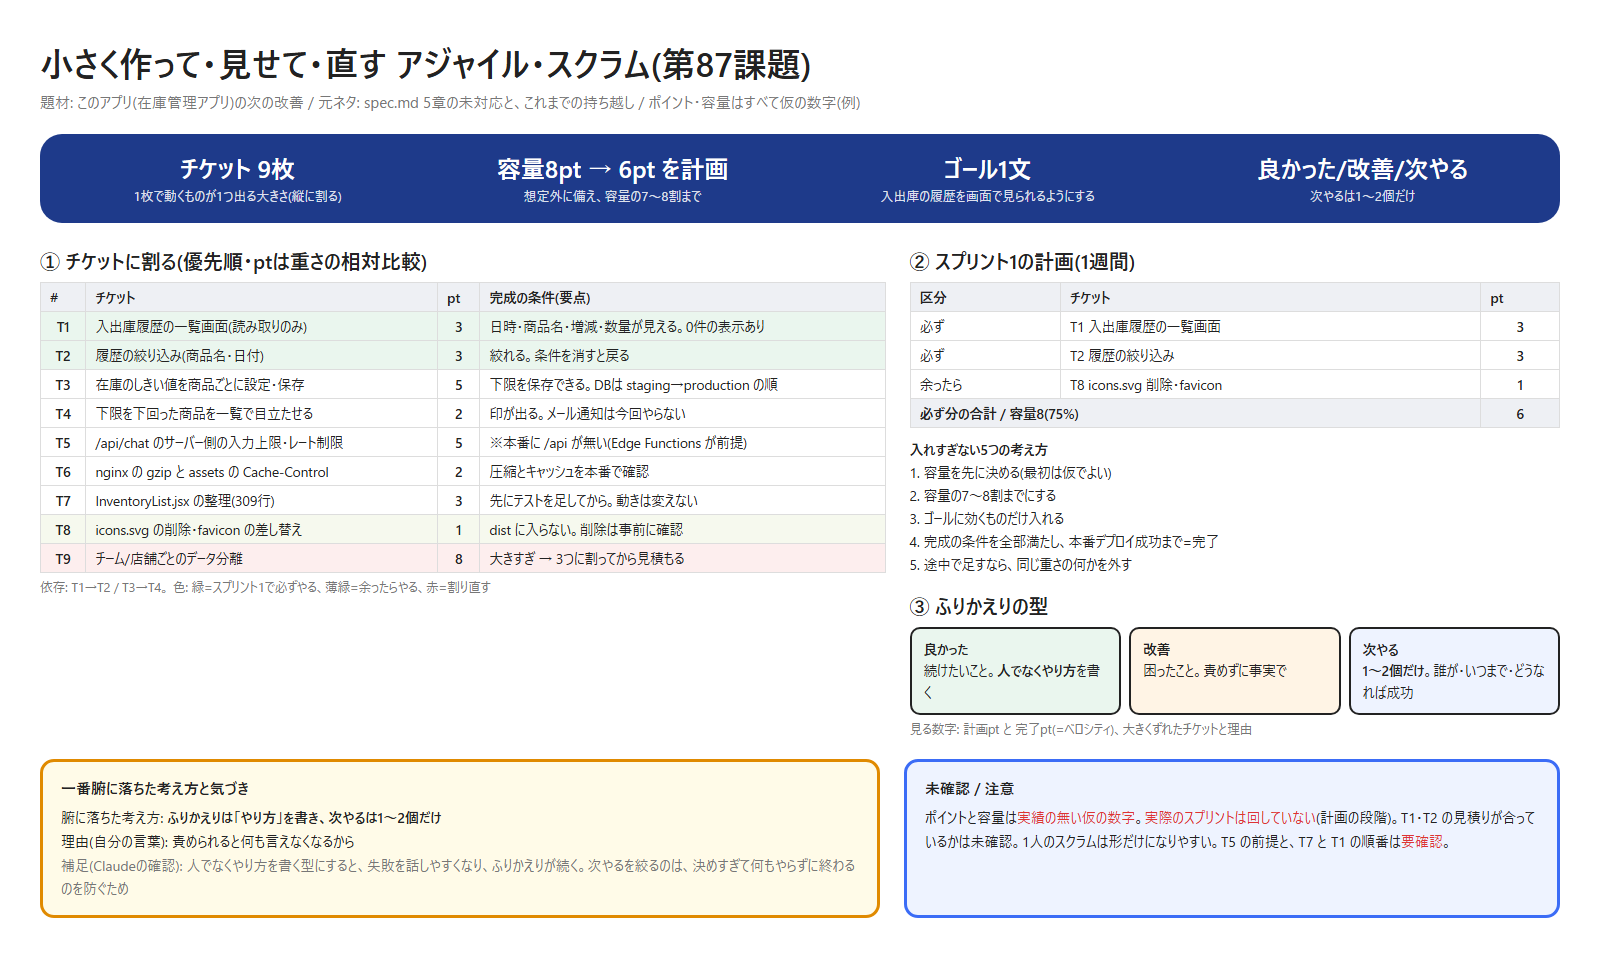 小さく作って・見せて・直す アジャイル・スクラム(第87課題)
題材: このアプリ(在庫管理アプリ)の次の改善 / 元ネタ: spec.md 5章の未対応と、これまでの持ち越し / ポイント・容量はすべて仮の数字(例)
チケット 9枚
1枚で動くものが1つ出る大きさ(縦に割る)
容量8pt → 6pt を計画
想定外に備え、容量の7〜8割まで
ゴール1文
入出庫の履歴を画面で見られるようにする
良かった/改善/次やる
次やるは1〜2個だけ
① チケットに割る(優先順・ptは重さの相対比較)
# チケット pt 完成の条件(要点)
T1 入出庫履歴の一覧画面(読み取りのみ) 3 日時・商品名・増減・数量が見える。0件の表示あり
T2 履歴の絞り込み(商品名・日付) 3 絞れる。条件を消すと戻る
T3 在庫のしきい値を商品ごとに設定・保存 5 下限を保存できる。DBは staging→production の順
T4 下限を下回った商品を一覧で目立たせる 2 印が出る。メール通知は今回やらない
T5 /api/chat のサーバー側の入力上限・レート制限 5 ※本番に /api が無い(Edge Functions が前提)
T6 nginx の gzip と assets の Cache-Control 2 圧縮とキャッシュを本番で確認
T7 InventoryList.jsx の整理(309行) 3 先にテストを足してから。動きは変えない
T8 icons.svg の削除・favicon の差し替え 1 dist に入らない。削除は事前に確認
T9 チーム/店舗ごとのデータ分離 8 大きすぎ → 3つに割ってから見積もる
依存: T1→T2 / T3→T4。 色: 緑=スプリント1で必ずやる、薄緑=余ったらやる、赤=割り直す
② スプリント1の計画(1週間)
区分 チケット pt
必ず T1 入出庫履歴の一覧画面 3
必ず T2 履歴の絞り込み 3
余ったら T8 icons.svg 削除・favicon 1
必ず分の合計 / 容量8(75%) 6
入れすぎない5つの考え方
1. 容量を先に決める(最初は仮でよい)
2. 容量の7〜8割までにする
3. ゴールに効くものだけ入れる
4. 完成の条件を全部満たし、本番デプロイ成功まで=完了
5. 途中で足すなら、同じ重さの何かを外す
③ ふりかえりの型
良かった
続けたいこと。人でなくやり方を書
く
改善
困ったこと。責めずに事実で
次やる
1〜2個だけ。誰が・いつまで・どうな
れば成功
見る数字: 計画pt と 完了pt(=ベロシティ)、大きくずれたチケットと理由
一番腑に落ちた考え方と気づき
腑に落ちた考え方: ふりかえりは「やり方」を書き、次やるは1〜2個だけ
理由(自分の言葉): 責められると何も言えなくなるから
補足(Claudeの確認): 人でなくやり方を書く型にすると、失敗を話しやすくなり、ふりかえりが続く。次やるを絞るのは、決めすぎて何もやらずに終わる
のを防ぐため
未確認 / 注意
ポイントと容量は実績の無い仮の数字。実際のスプリントは回していない(計画の段階)。T1・T2 の見積りが合って
いるかは未確認。1人のスクラムは形だけになりやすい。T5 の前提と、T7 と T1 の順番は要確認。